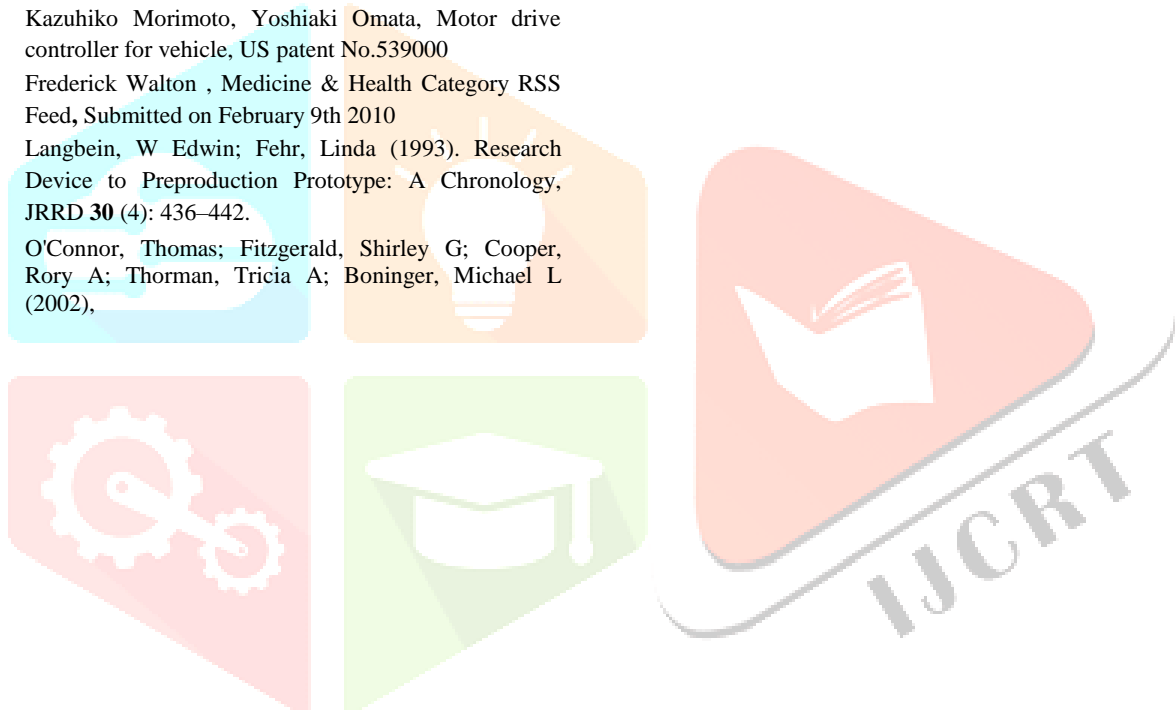 Kazuhiko Morimoto, Yoshiaki Omata, Motor drive
controller for vehicle, US patent No.539000
Frederick Walton , Medicine & Health Category RSS
Feed, Submitted on February 9th 2010
Langbein, W Edwin; Fehr, Linda (1993). Research
Device to Preproduction Prototype: A Chronology,
JRRD 30 (4): 436–442.
O'Connor, Thomas; Fitzgerald, Shirley G; Cooper,
Rory A; Thorman, Tricia A; Boninger, Michael L
(2002),
IJCRT